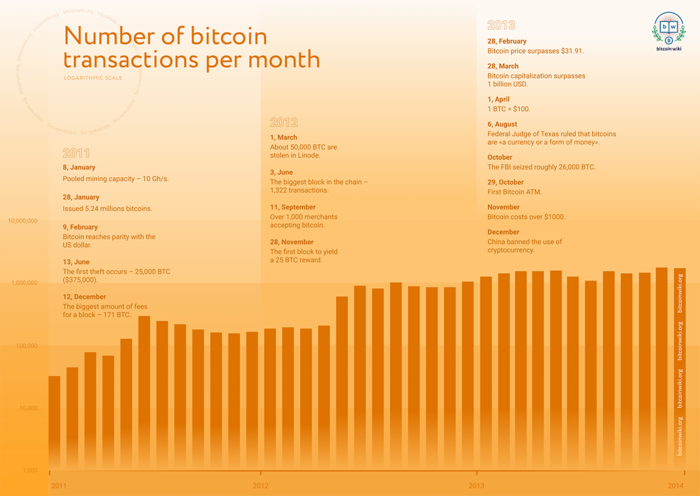 Number of bitcoin
transactions per month
LOGARITHMIC SCALE
2011
8, January
Pooled mining capacity – 10 Gh/s.
28, January
Issued 5.24 millions bitcoins.
9, February
Bitcoin reaches parity with the
US dollar.
13, June
The first theft occurs – 25,000 BTC
($375,000).
12, December
The biggest amount of fees
for a block – 171 BTC.
2012
1, March
About 50,000 BTC are
stolen in Linode.
3, June
The biggest block in the chain –
1,322 transactions.
11, September
Over 1,000 merchants
accepting bitcoin.
28, November
The first block to yield
a 25 BTC reward.
2013
28, February
Bitcoin price surpasses $31.91.
28, March
Bitcoin capitalization surpasses
1 billion USD.
1, April
1 BTC = $100.
6, August
Federal Judge of Texas ruled that bitcoins
are «a currency or a form of money».
October
The FBI seized roughly 26,000 BTC.
29, October
First Bitcoin ATM.
November
Bitcoin costs over $1000.
December
China banned the use of
cryptocurrency.
b w
B
bitcoin wiki
10,000,000
1,000,000
100,000
10,000
1,000
2011
2012
2013
2014
bitcoinwiki.org
bitcoinwiki.org
bitcoinwiki.org
bitcoinwiki.org